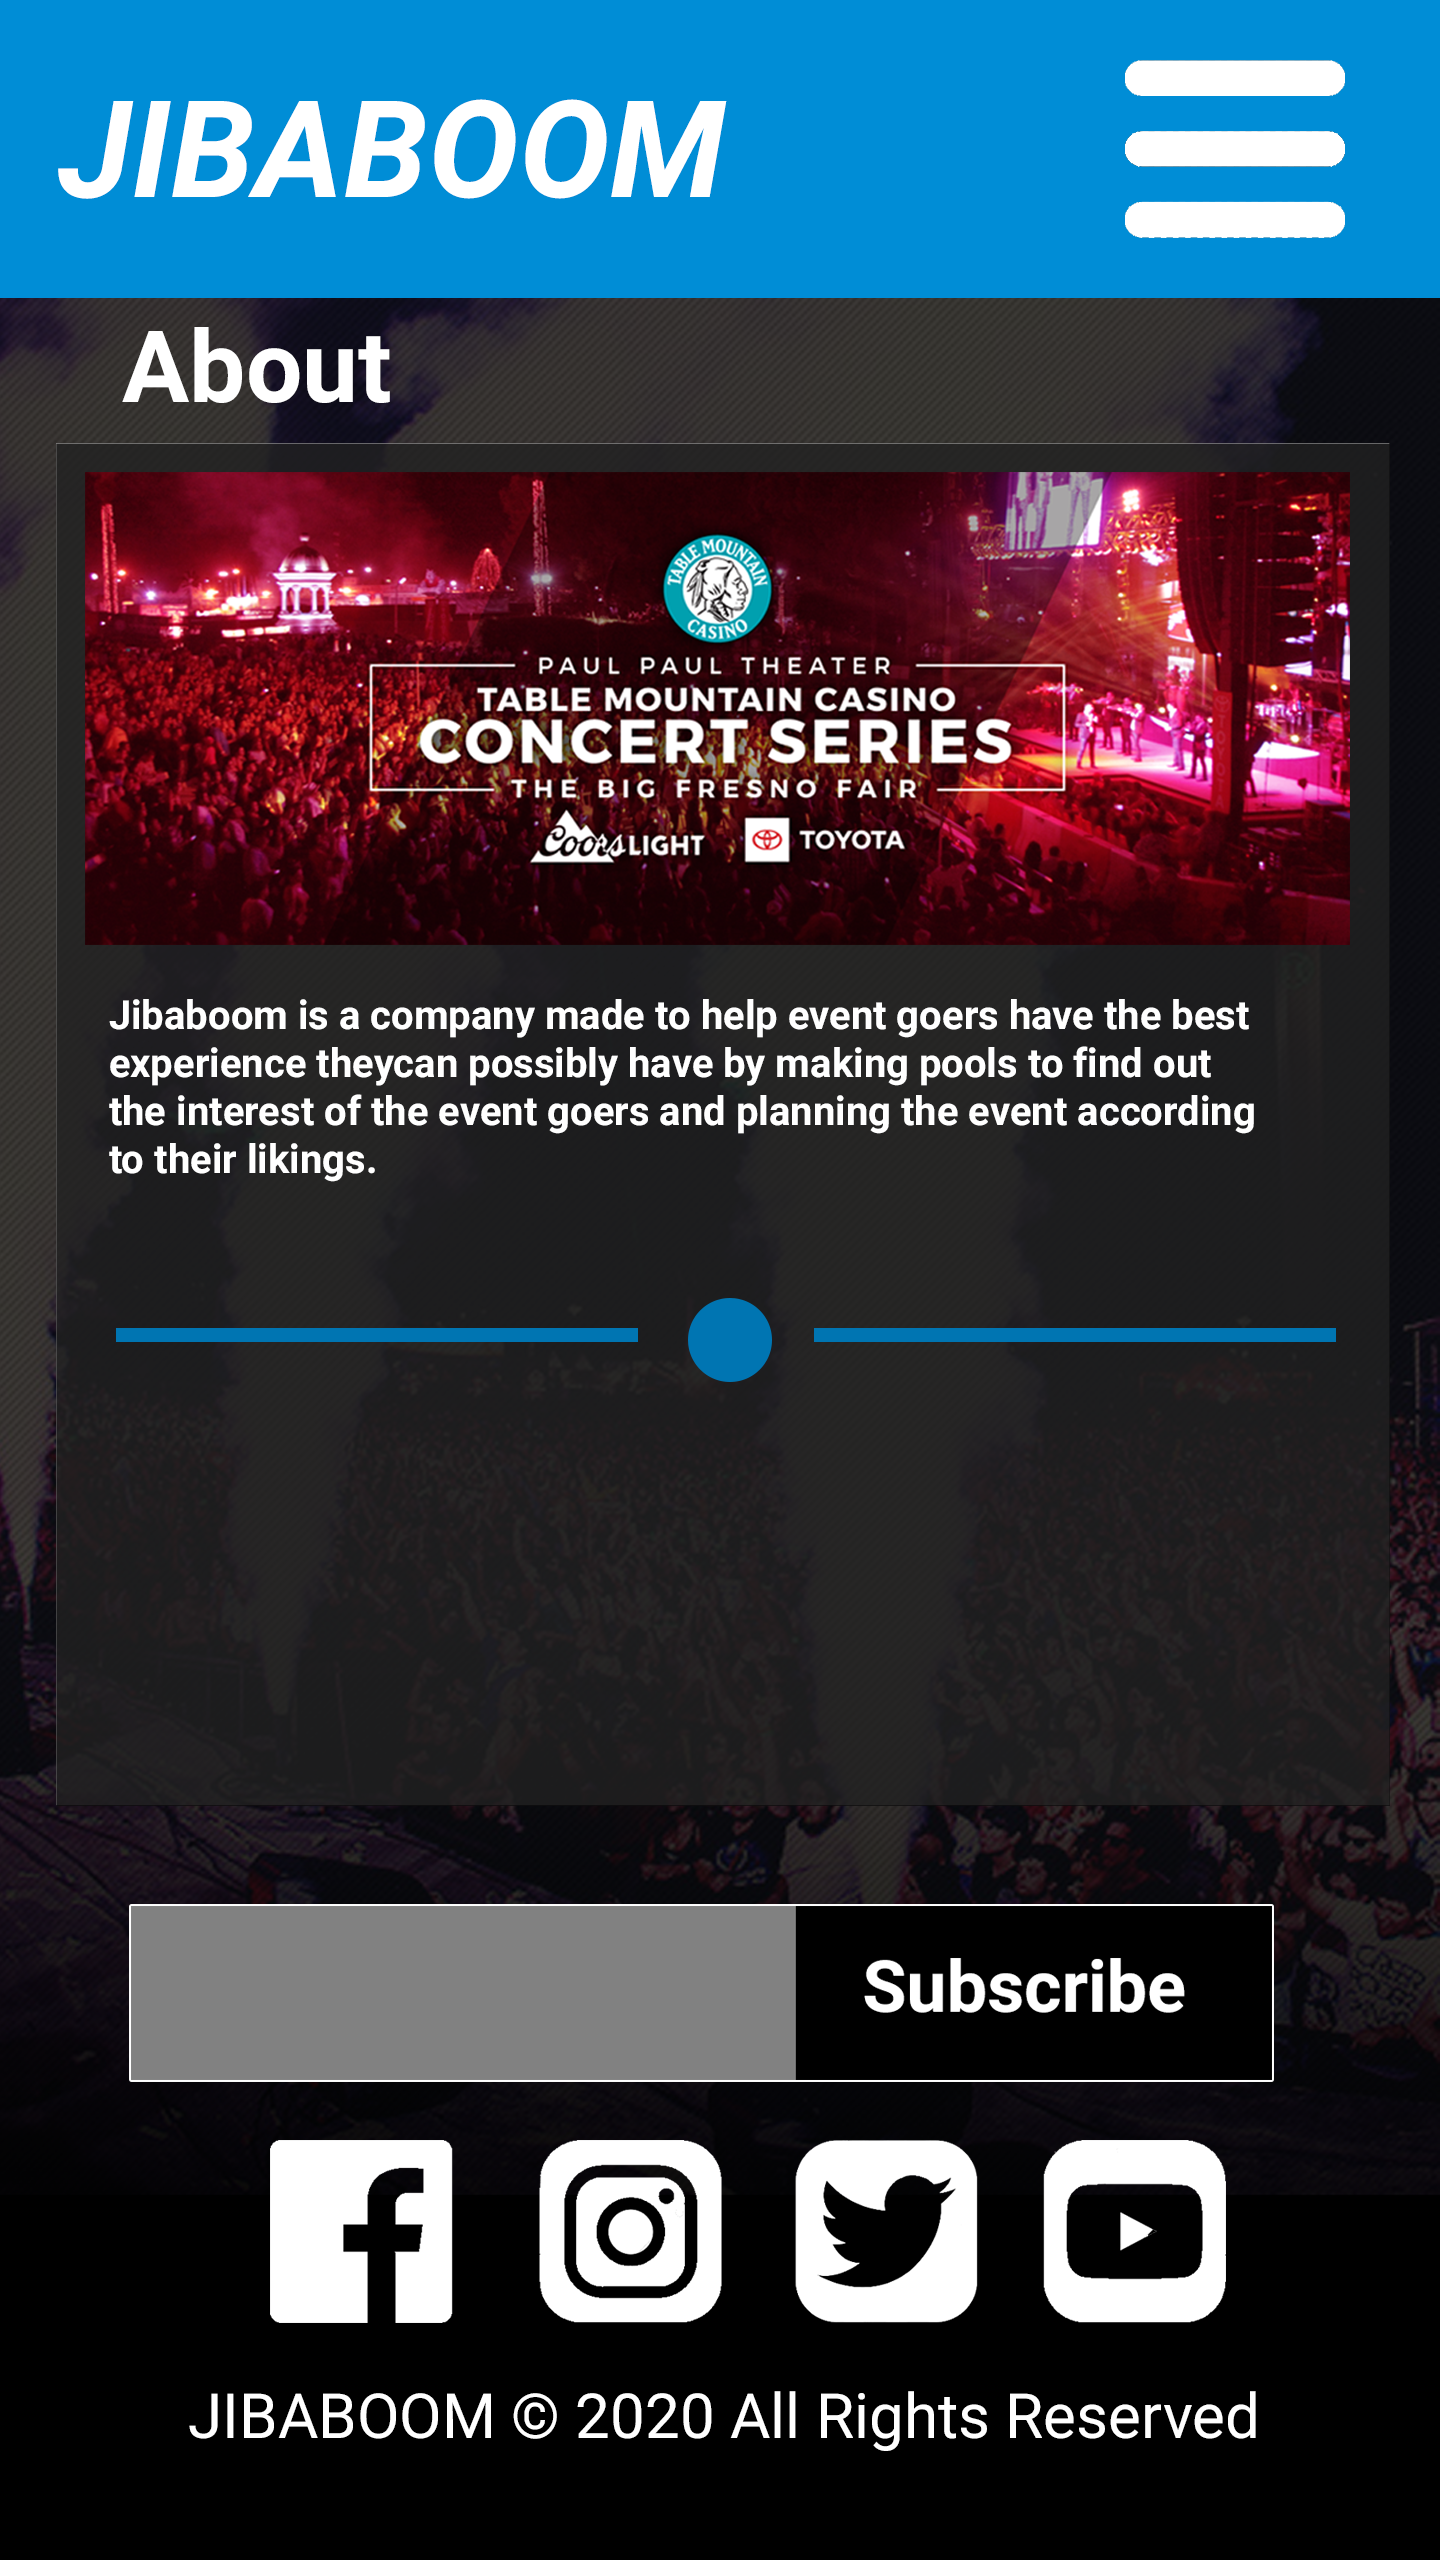 JIBABOOM
About
TABLE MOUNTAIN
CASINO
PAUL PAUL THEATER
TABLE MOUNTAIN CASINO
CONCERT SERIES
THE BIG FRESNO FAIR
Coors LIGHT TOYOTA
Jibaboom is a company made to help event goers have the best
experience theycan possibly have by making pools to find out
the interest of the event goers and planning the event according
to their likings.
Subscribe
JIBABOOM © 2020 All Rights Reserved